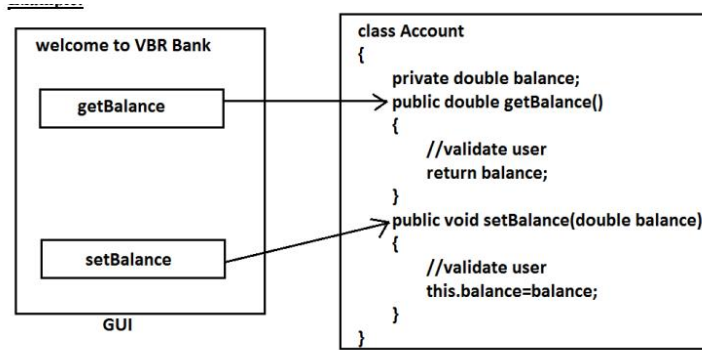 welcome to VBR Bank
getBalance
setBalance
GUI
class Account
{
private double balance;
public double getBalance()
{
//validate user
return balance;
}
public void setBalance(double balance)
{
//validate user
this.balance=balance;
}
}